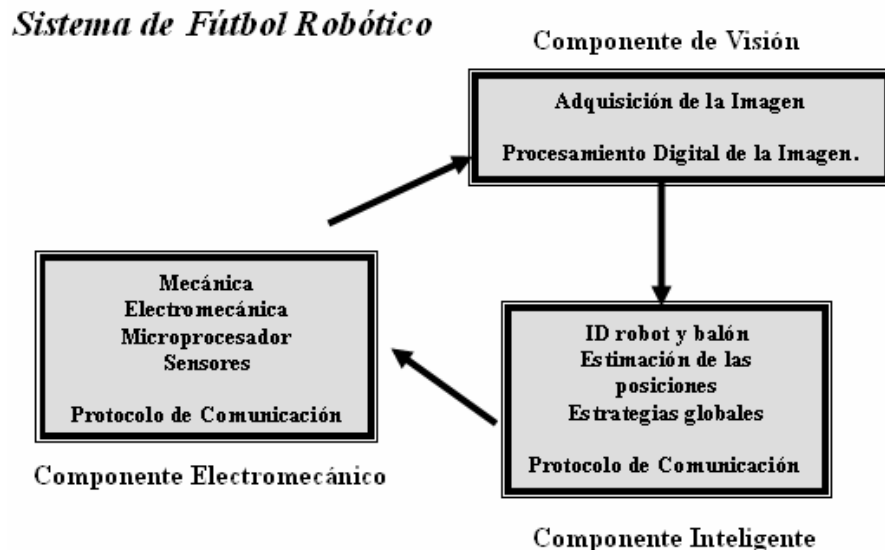 Sistema de Fútbol Robótico
Componente de Visión
Adquisición de la Imagen
Procesamiento Digital de la Imagen.
Mecánica
Electromecánica
Microprocesador
Sensores
Protocolo de Comunicación
Componente Electromecánico
ID robot y balón
Estimación de las
posiciones
Estrategias globales
Protocolo de Comunicación
Componente Inteligente